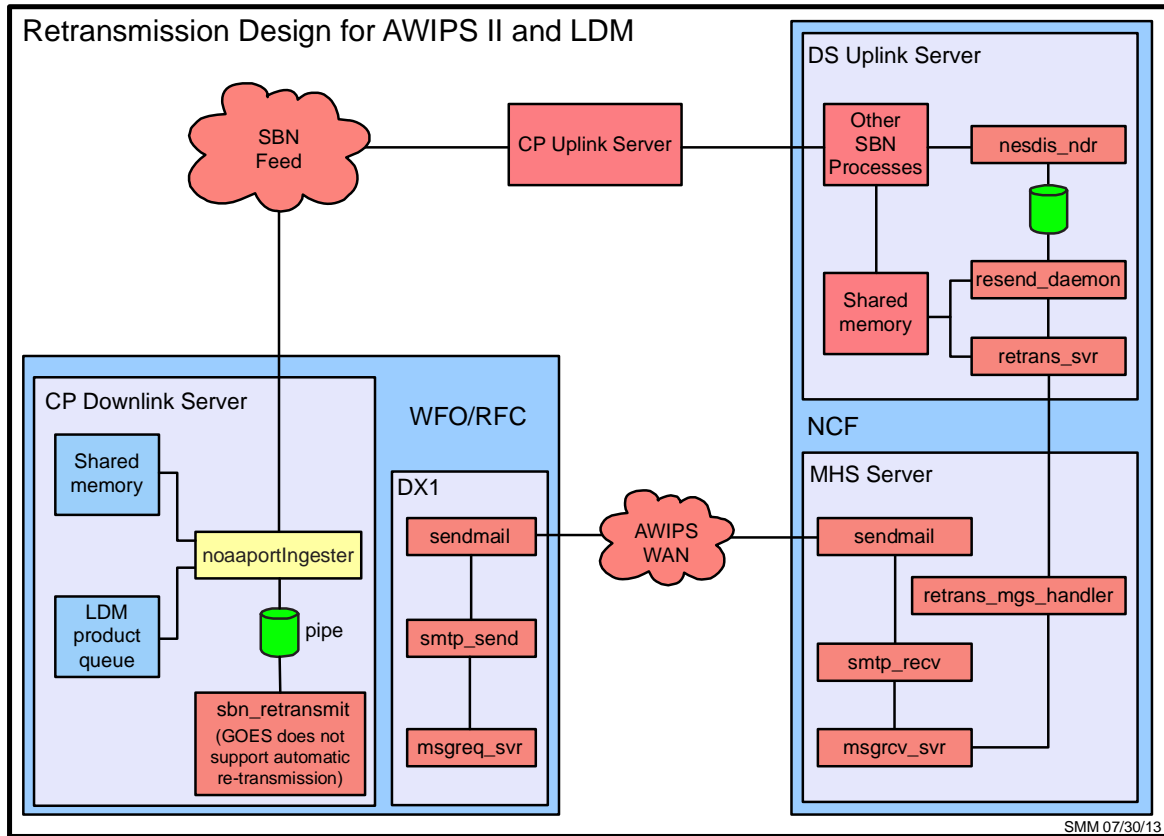 Retransmission Design for AWIPS II and LDM
SBN
Feed
CP Uplink Server
DS Uplink Server
Other
SBN
Processes
nesdis_ndr
Shared
memory
resend_daemon
retrans_svr
NCF
CP Downlink Server
WFO/RFC
Shared
memory
noaaportIngester
LDM
product
queue
pipe
sbn_retransmit
(GOES does not
support automatic
re-transmission)
DX1
sendmail
smtp_send
msgreq_svr
AWIPS
WAN
MHS Server
sendmail
retrans_mgs_handler
smtp_recv
msgrcv_svr
SMM 07/30/13